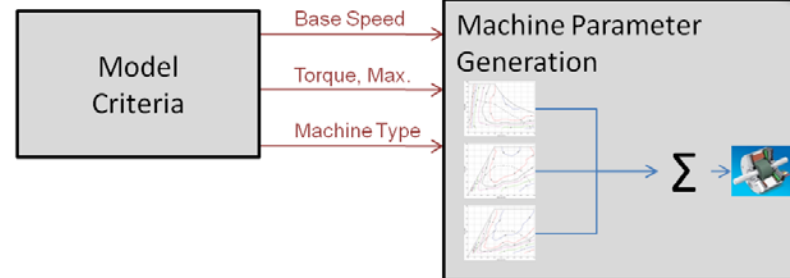 Model
Criteria
Base Speed
Torque, Max.
Machine Type
Machine Parameter
Generation
Σ